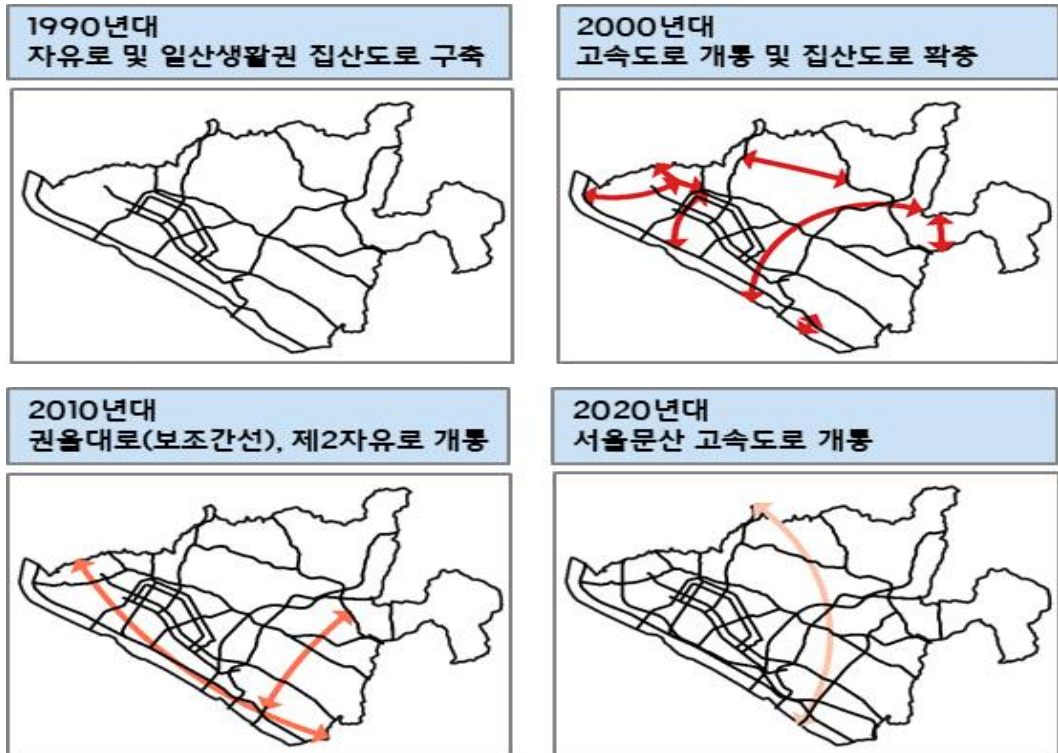 1990년대
자유로 및 일산생활권 집산도로 구축
2000년대
고속도로 개통 및 집산도로 확충
2010년대
권율대로(보조간선), 제2자유로 개통
2020년대
서울문산 고속도로 개통